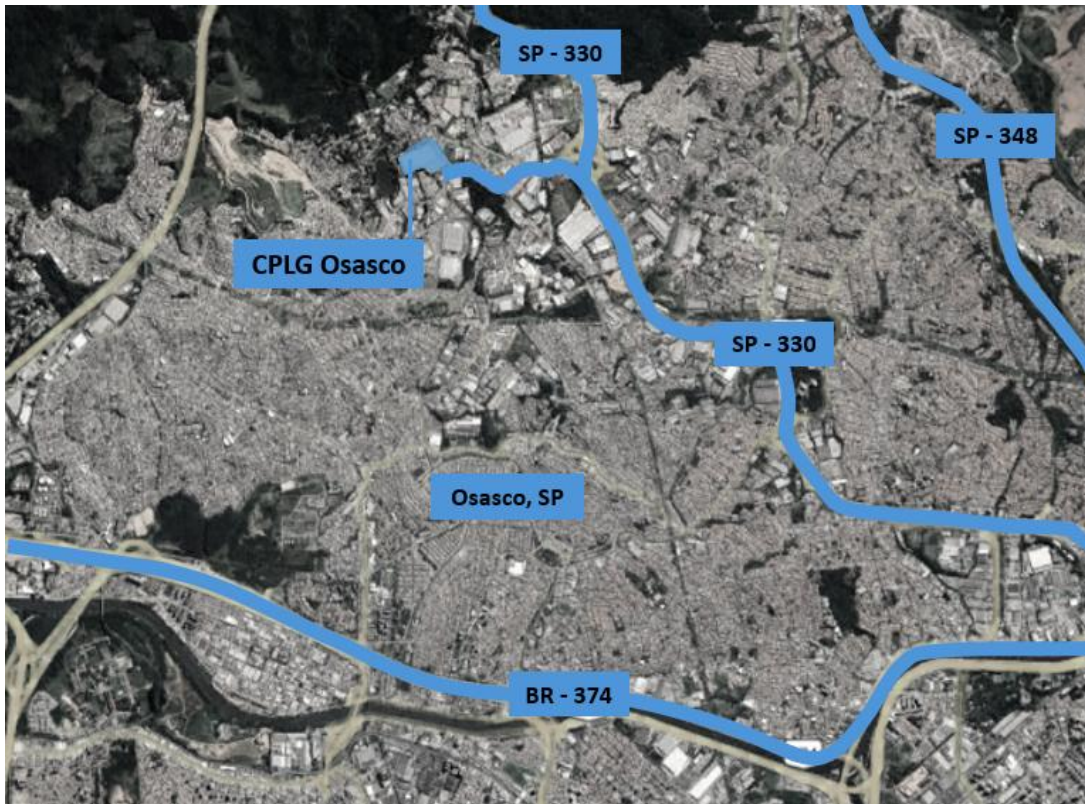 SP - 330
SP - 348
CPLG Osasco
SP - 330
Osasco, SP
BR - 374